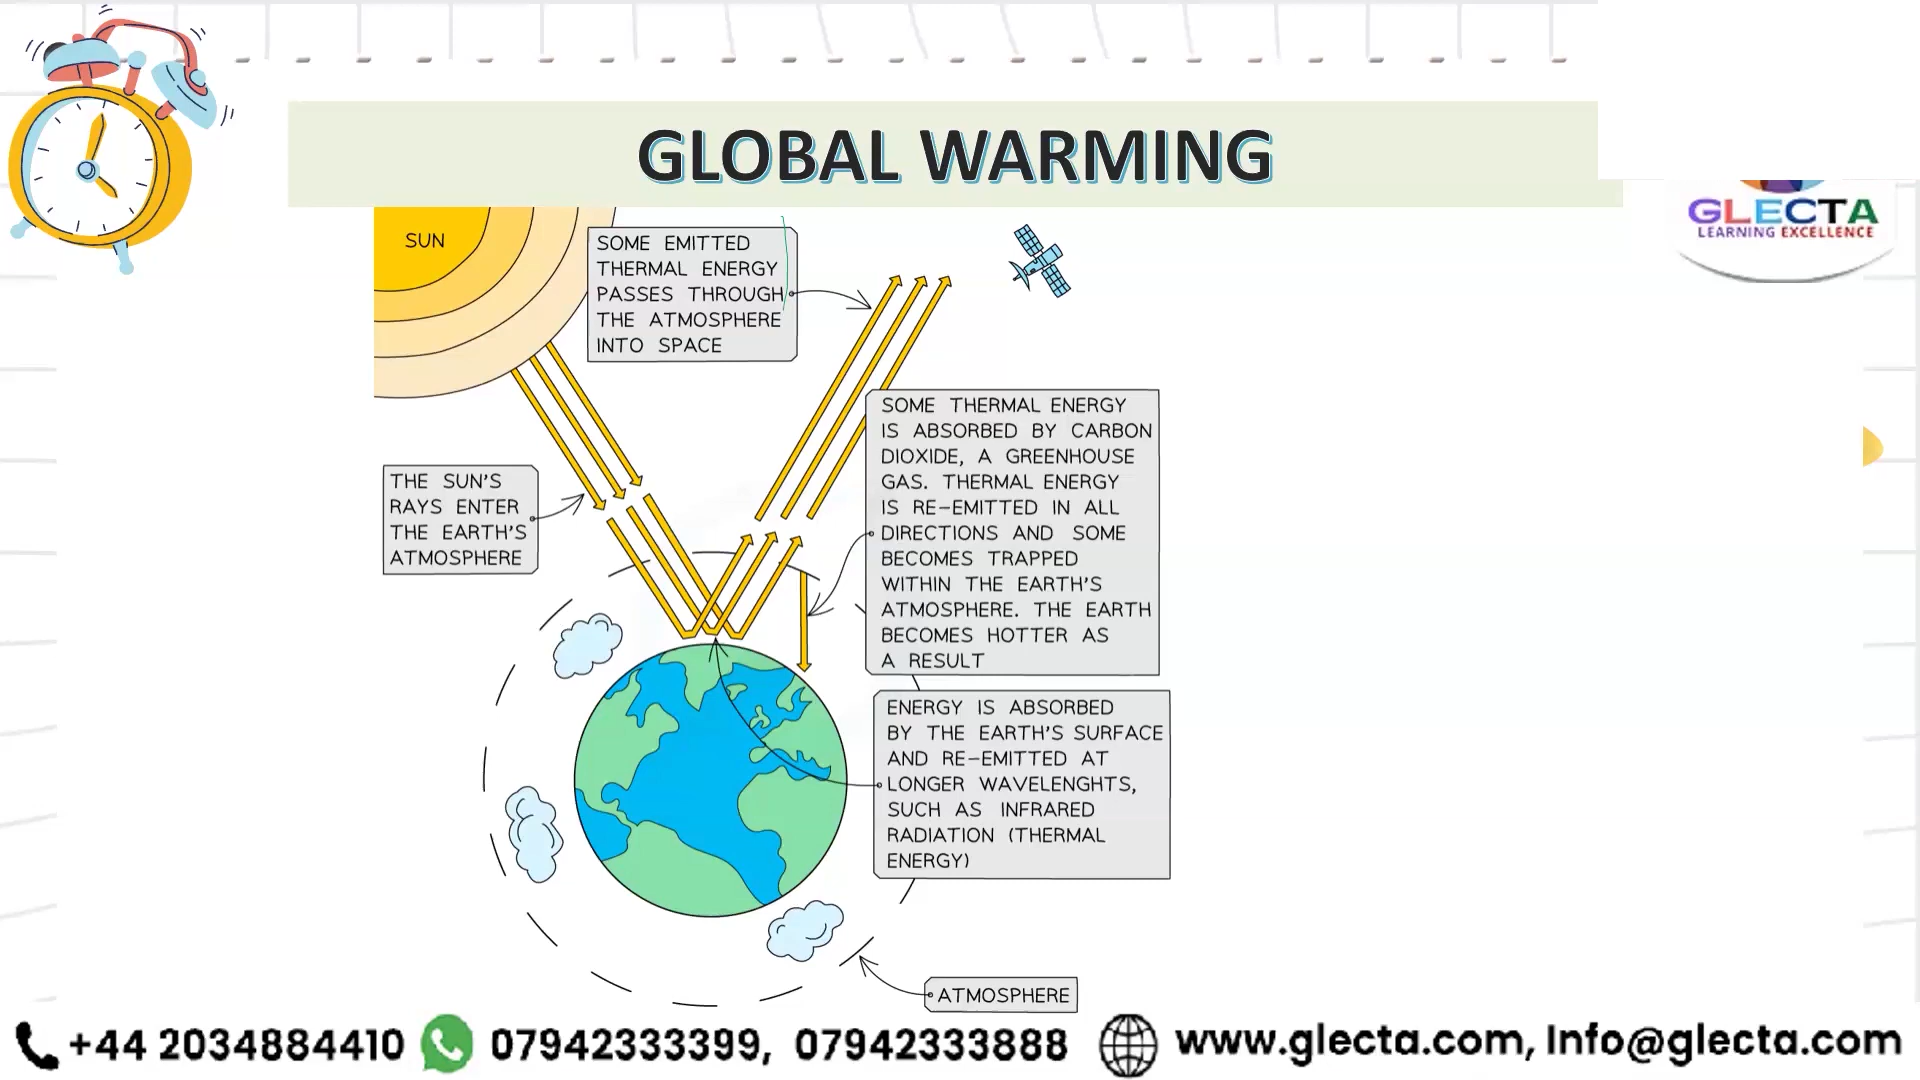 GLOBAL WARMING
GLECTA
LEARNING EXCELLENCE
SUN
SOME EMITTED
THERMAL ENERGY
PASSES THROUGH
THE ATMOSPHERE
INTO SPACE
THE SUN'S
RAYS ENTER
THE EARTH'S
ATMOSPHERE
SOME THERMAL ENERGY
IS ABSORBED BY CARBON
DIOXIDE, A GREENHOUSE
GAS. THERMAL ENERGY
IS RE-EMITTED IN ALL
DIRECTIONS AND SOME
BECOMES TRAPPED
WITHIN THE EARTH'S
ATMOSPHERE. THE EARTH
BECOMES HOTTER AS
A RESULT
ENERGY IS ABSORBED
BY THE EARTH'S SURFACE
AND RE-EMITTED AT
LONGER WAVELENGHTS,
SUCH AS INFRARED
RADIATION (THERMAL
ENERGY)
ATMOSPHERE
+44 2034884410 07942333399, 07942333888 www.glecta.com, Info@glecta.com